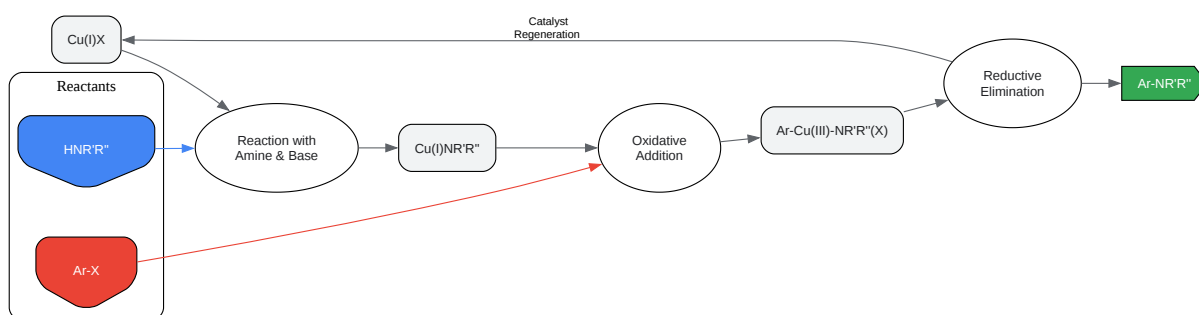 Catalyst
Regeneration
Cu(I)X
Reactants
HNR'R"
Ar-X
Reaction with
Amine & Base
Cu(I)NR'R"
Oxidative
Addition
Ar-Cu(III)-NR'R"(X)
Reductive
Elimination
Ar-NR'R"